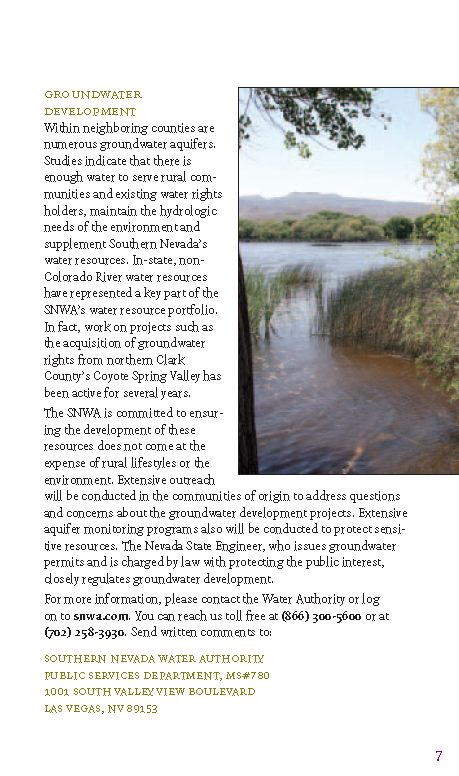 GROUNDWATER
DEVELOPMENT
Within neighboring counties are
numerous groundwater aquifers.
Studies indicate that there is
enough water to serve rural com-
munities and existing water rights
holders, maintain the hydrologic
needs of the environment and
supplement Southern Nevada's
water resources. In-state, non-
Colorado River water resources
have represented a key part of the
SNWA's water resource portfolio.
In fact, work on projects such as
the acquisition of groundwater
rights from northern Clark
County's Coyote Spring Valley has
been active for several years.
The SNWA is committed to ensur-
ing the development of these
resources does not come at the
expense of rural lifestyles or the
environment. Extensive outreach
will be conducted in the communities of origin to address questions
and concerns about the groundwater development projects. Extensive
aquifer monitoring programs also will be conducted to protect sensi-
tive resources. The Nevada State Engineer, who issues groundwater
permits and is charged by law with protecting the public interest,
closely regulates groundwater development.
For more information, please contact the Water Authority or log
on to snwa.com. You can reach us toll free at (866) 300-5600 or at
(702) 258-3930. Send written comments to:
SOUTHERN NEVADA WATER AUTHORITY
PUBLIC SERVICES DEPARTMENT, MS#780
1001 SOUTH VALLEY VIEW BOULEVARD
LAS VEGAS, NV 89153
7